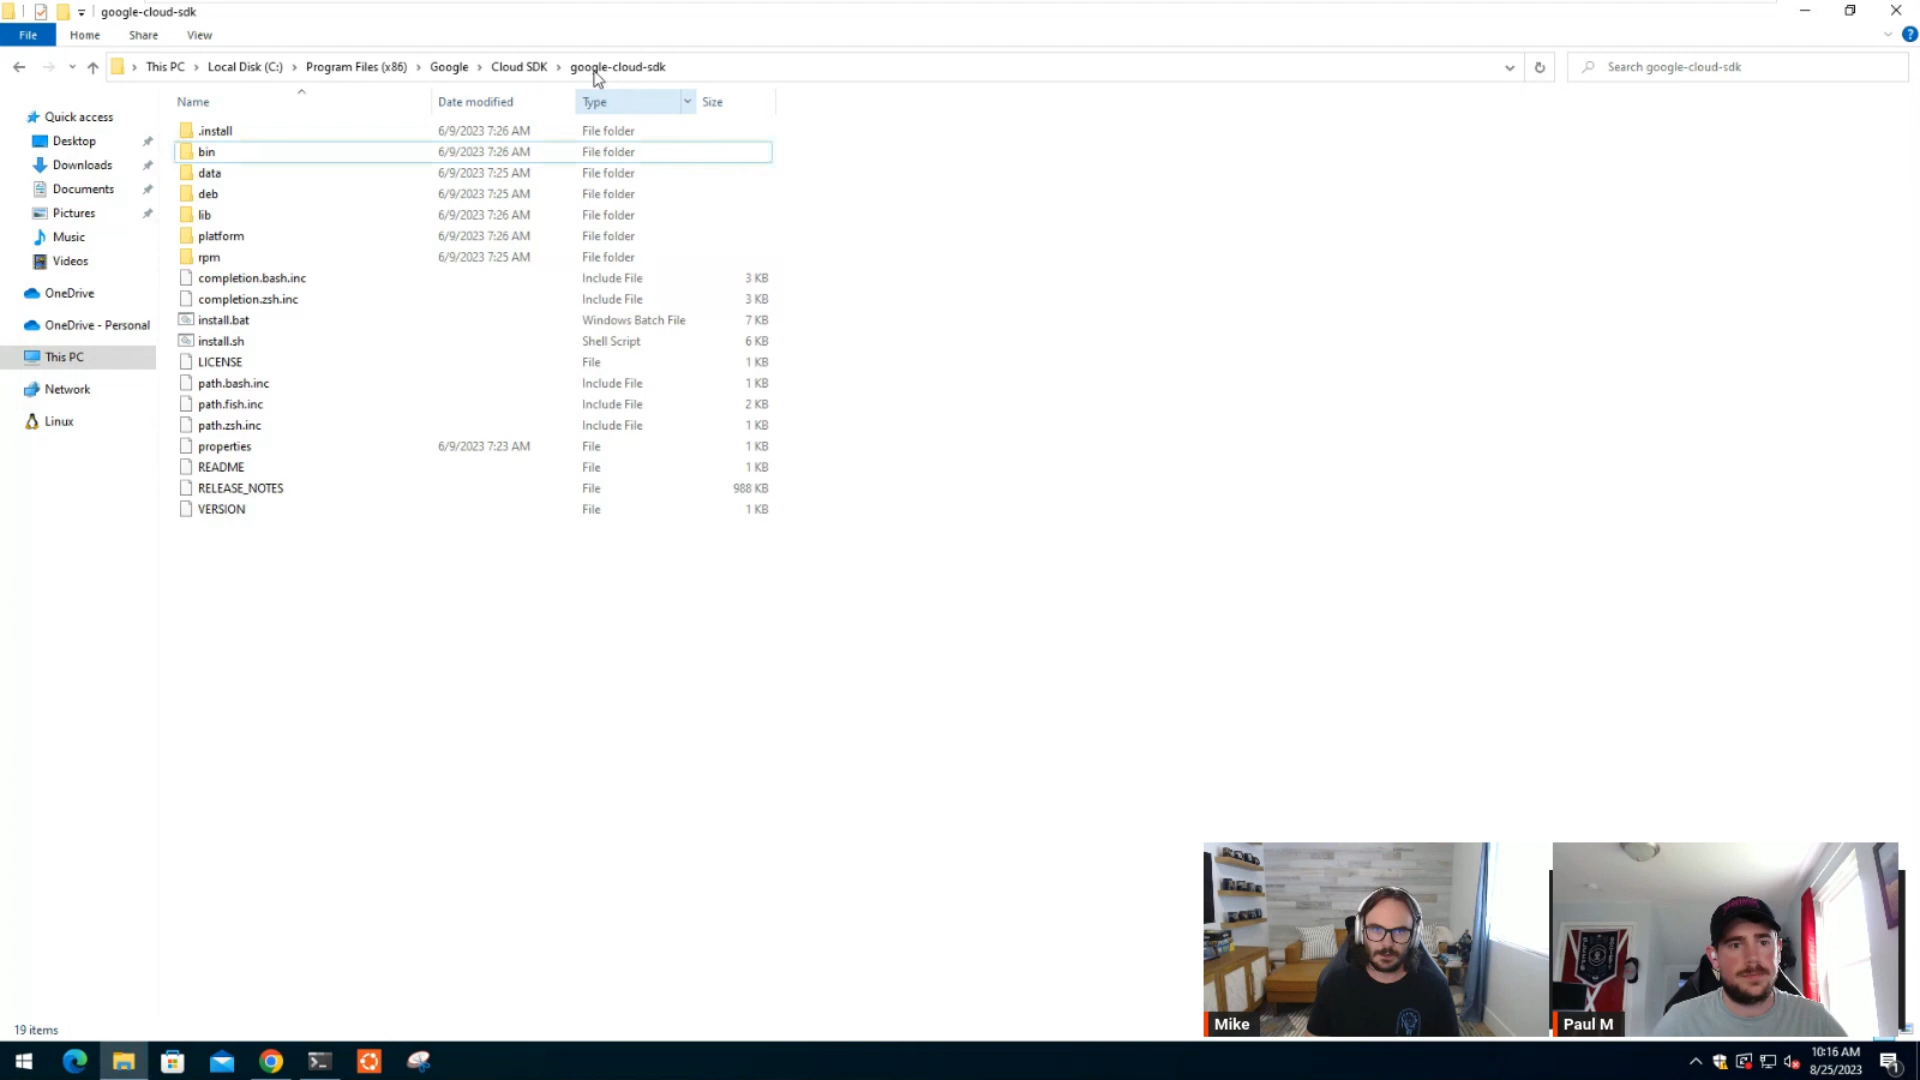 google-cloud-sdk
File Home Share View
This PC Local Disk (C:) Program Files (x86) Google Cloud SDK google-cloud-sdk Search google-cloud-sdk
Name Date modified Type Size
Quick access
Desktop
Downloads
Documents
Pictures
Music
Videos
OneDrive
OneDrive - Personal
This PC
Network
Linux
.install 6/9/2023 7:26 AM File folder
bin 6/9/2023 7:26 AM File folder
data 6/9/2023 7:25 AM File folder
deb 6/9/2023 7:25 AM File folder
lib 6/9/2023 7:26 AM File folder
platform 6/9/2023 7:26 AM File folder
rpm 6/9/2023 7:25 AM File folder
completion.bash.inc Include File 3 KB
completion.zsh.inc Include File 3 KB
install.bat Windows Batch File 7 KB
install.sh Shell Script 6 KB
LICENSE File 1 KB
path.bash.inc Include File 1 KB
path.fish.inc Include File 2 KB
path.zsh.inc Include File 1 KB
properties 6/9/2023 7:23 AM File 1 KB
README File 1 KB
RELEASE_NOTES File 988 KB
VERSION File 1 KB
Mike
Paul M
19 items
10:16 AM
8/25/2023
1